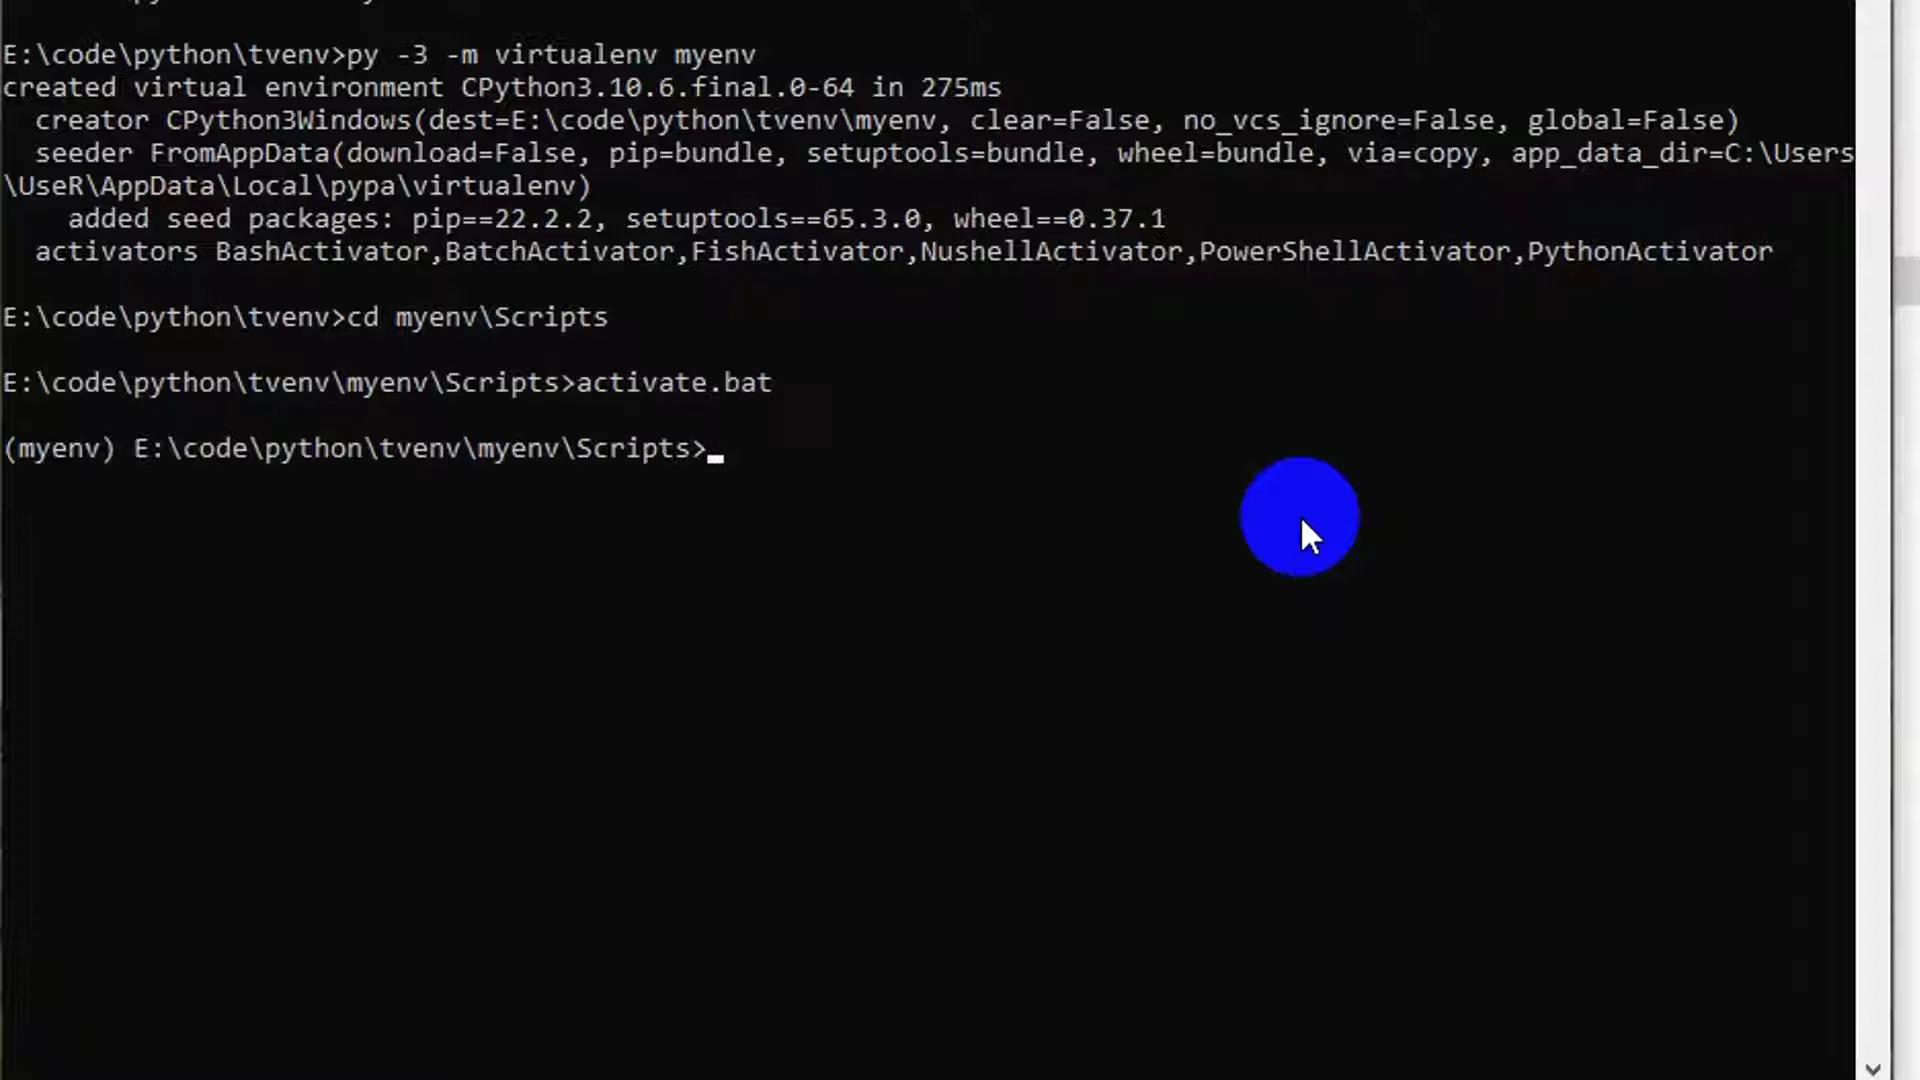 E:\code\python\tvenv>py -3 -m virtualenv myenv
created virtual environment CPython3.10.6.final.0-64 in 275ms
  creator CPython3Windows(dest=E:\code\python\tvenv\myenv, clear=False, no_vcs_ignore=False, global=False)
  seeder FromAppData(download=False, pip=bundle, setuptools=bundle, wheel=bundle, via=copy, app_data_dir=C:\Users
\UseR\AppData\Local\pypa\virtualenv)
    added seed packages: pip==22.2.2, setuptools==65.3.0, wheel==0.37.1
  activators BashActivator,BatchActivator,FishActivator,NushellActivator,PowerShellActivator,PythonActivator
E:\code\python\tvenv>cd myenv\Scripts
E:\code\python\tvenv\myenv\Scripts>activate.bat
(myenv) E:\code\python\tvenv\myenv\Scripts>